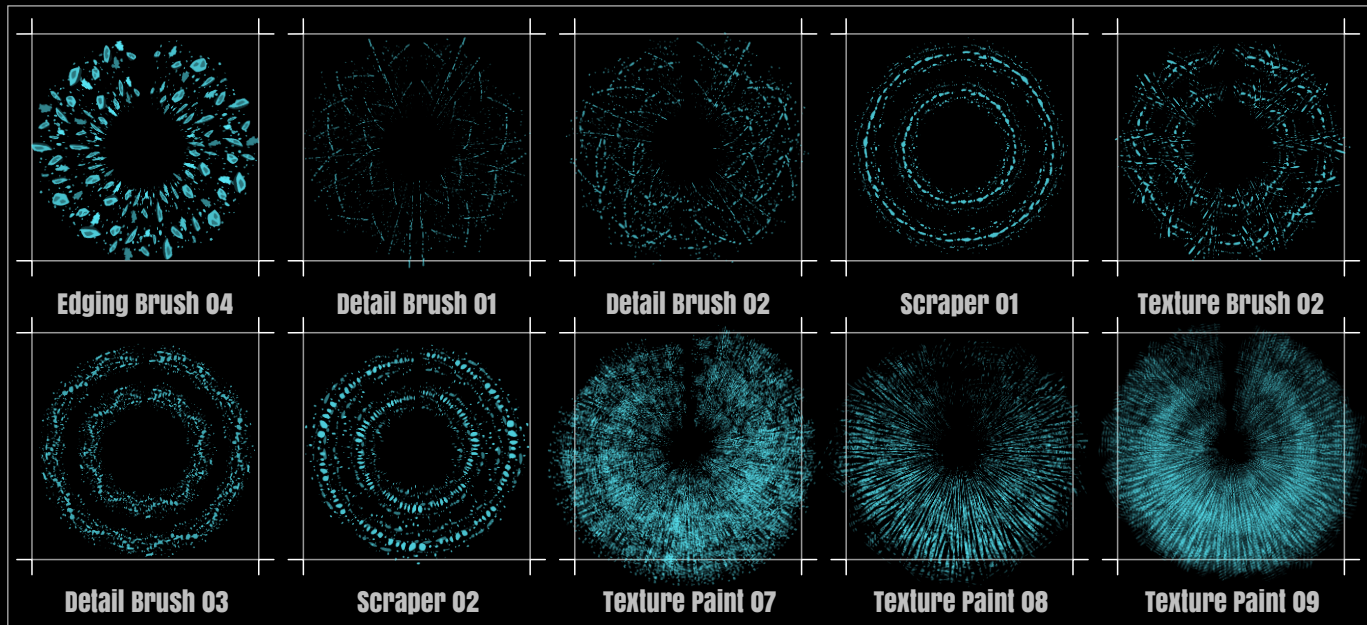 Edging Brush 04
Detail Brush 01
Detail Brush 02
Scraper 01
Texture Brush 02
Detail Brush 03
Scraper 02
Texture Paint 07
Texture Paint 08
Texture Paint 09